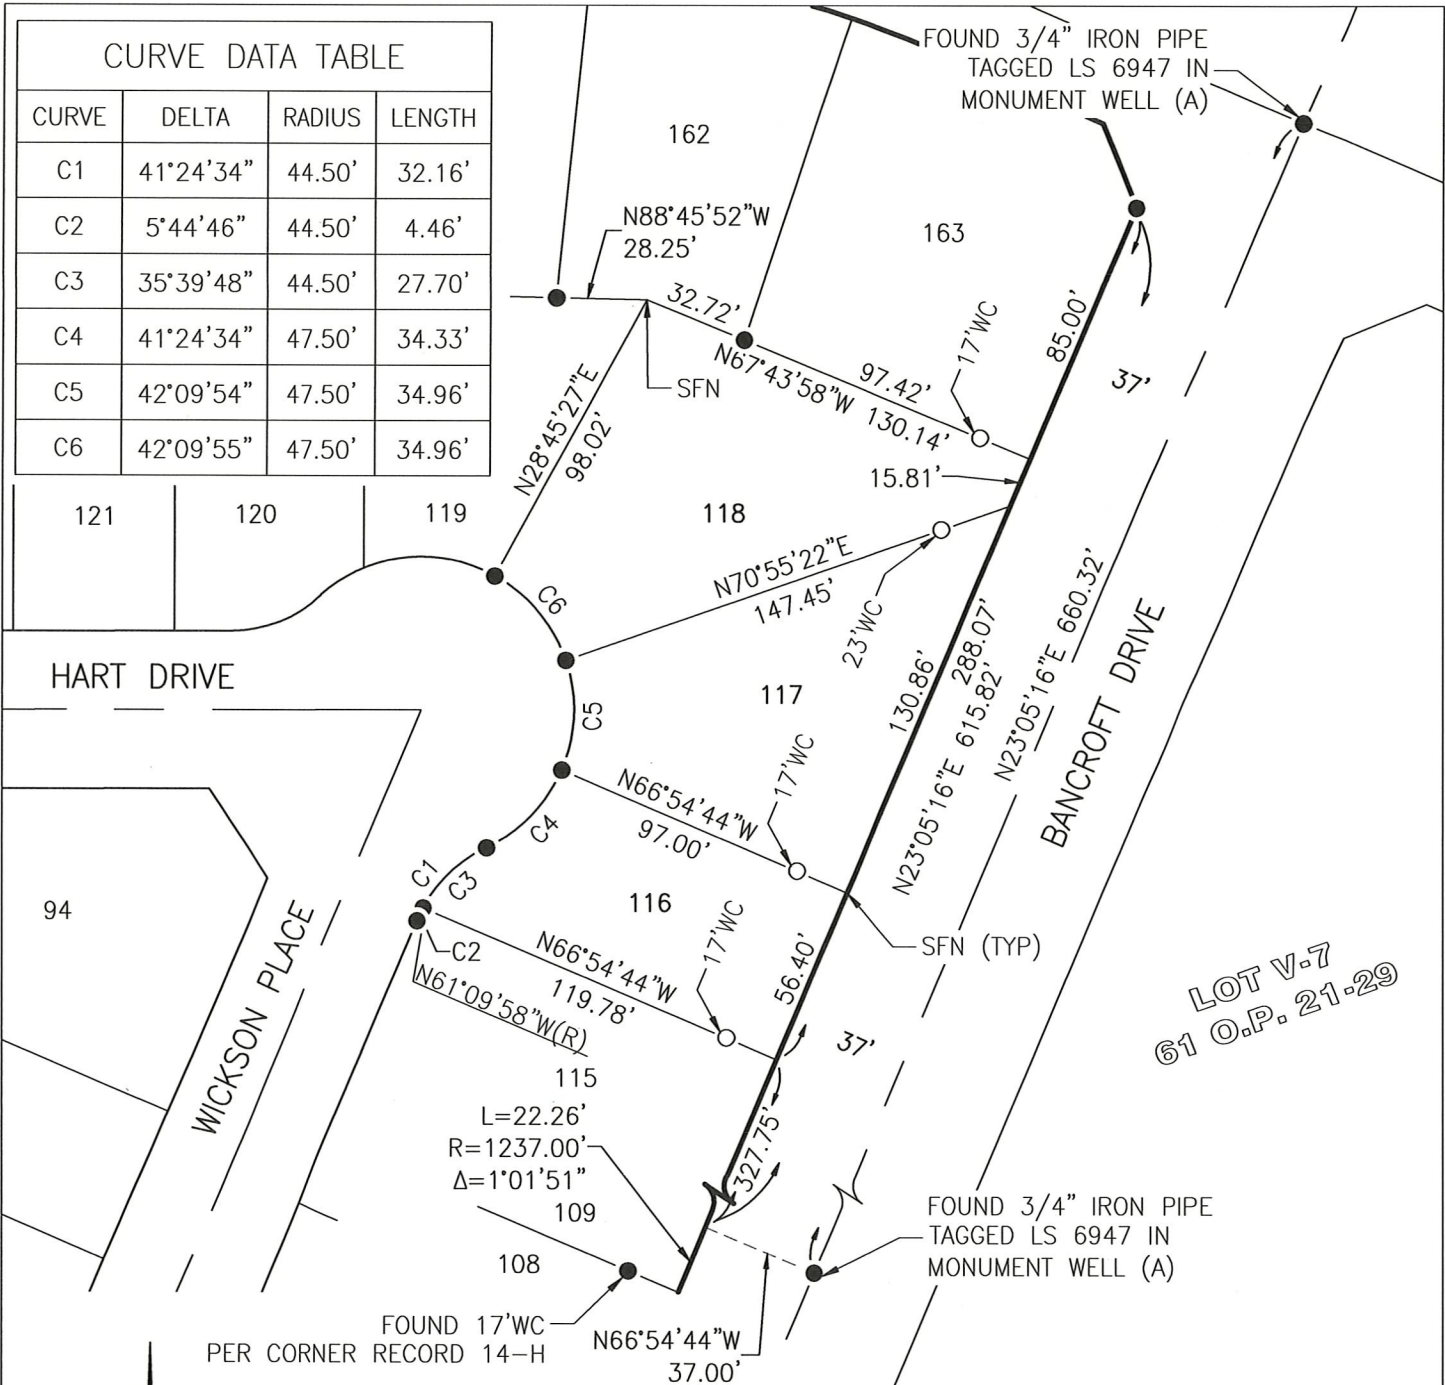 CURVE DATA TABLE
CURVE DELTA RADIUS LENGTH
C1 41°24'34" 44.50' 32.16'
C2 5°44'46" 44.50' 4.46'
C3 35°39'48" 44.50' 27.70'
C4 41°24'34" 47.50' 34.33'
C5 42°09'54" 47.50' 34.96'
C6 42°09'55" 47.50' 34.96'
FOUND 3/4" IRON PIPE
TAGGED LS 6947 IN
MONUMENT WELL (A)
162
163
N88°45'52"W
28.25'
32.72'
SFN
N67°43'58"W 130.14'
97.42'
17'WC
85.00'
37'
15.81'
N28°45'27"E
98.02'
121
120
119
118
C6
N70°55'22"E
147.45'
23'WC
HART DRIVE
117
C5
130.86'
288.07'
N23°05'16"E 615.82'
N23°05'16"E 660.32'
BANCROFT DRIVE
N66°54'44"W
97.00'
17'WC
C4
C1
C3
C2
94
116
N66°54'44"W
119.78'
17'WC
SFN (TYP)
56.40'
N61°09'58"W(R)
WICKSON PLACE
115
37'
LOT V-7
61 O.P. 21-29
L=22.26'
R=1237.00'
Δ=1°01'51"
327.75'
109
108
FOUND 3/4" IRON PIPE
TAGGED LS 6947 IN
MONUMENT WELL (A)
FOUND 17'WC
PER CORNER RECORD 14-H
N66°54'44"W
37.00'